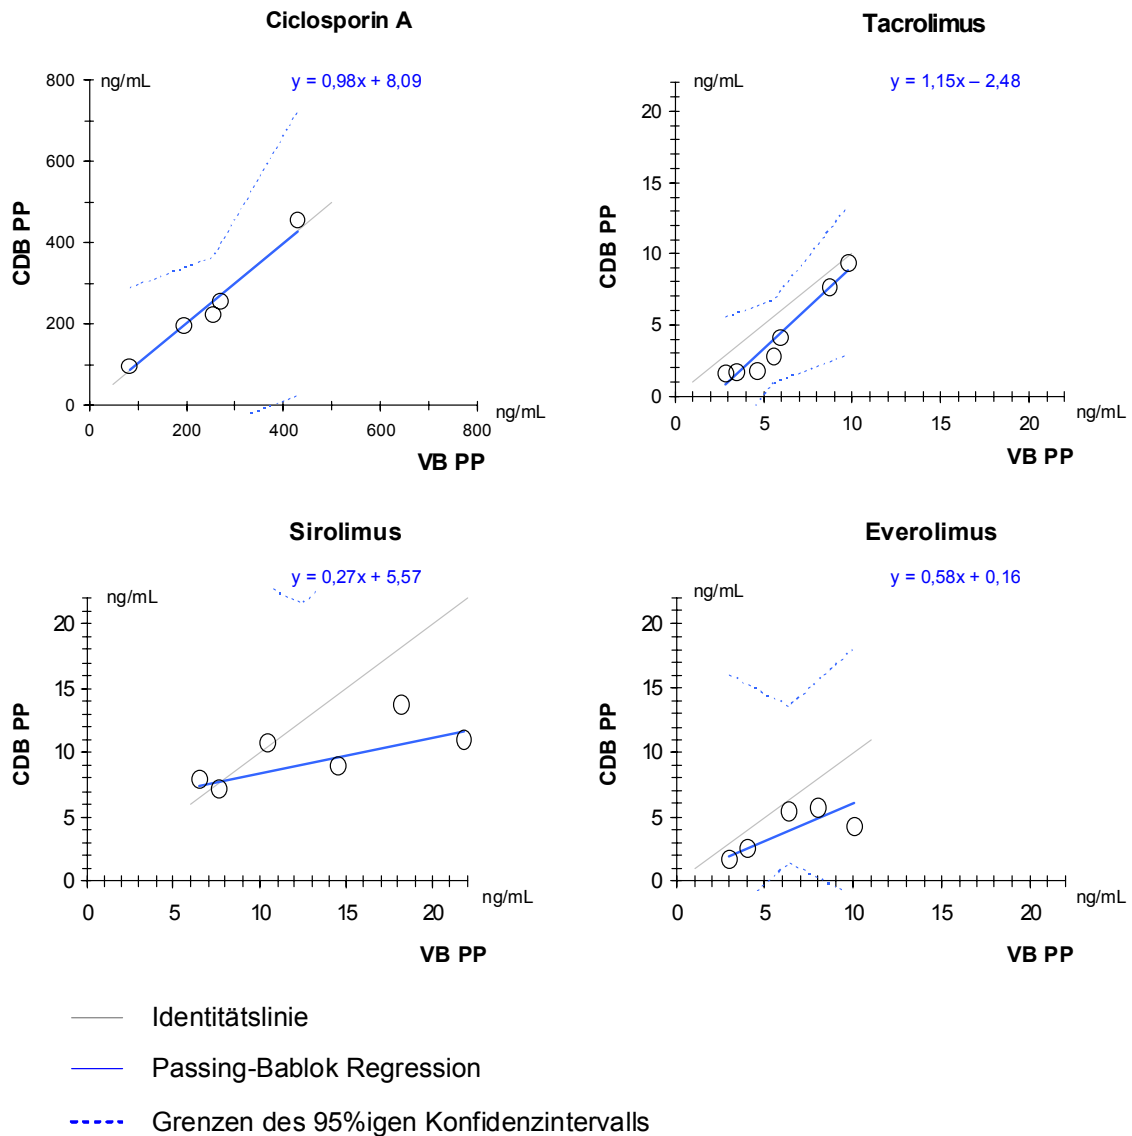 Ciclosporin A
ng/mL
y = 0,98x + 8,09
800
600
400
200
0
CDB PP
0 200 400 600 800
ng/mL
VB PP
Tacrolimus
y = 1,15x – 2,48
20
15
10
5
0
CDB PP
0 5 10 15 20
ng/mL
VB PP
Sirolimus
y = 0,27x + 5,57
ng/mL
20
15
10
5
0
CDB PP
0 5 10 15 20
ng/mL
VB PP
Everolimus
y = 0,58x + 0,16
ng/mL
20
15
10
5
0
CDB PP
0 5 10 15 20
ng/mL
VB PP
Identitätslinie
Passing-Bablok Regression
Grenzen des 95%igen Konfidenzintervalls